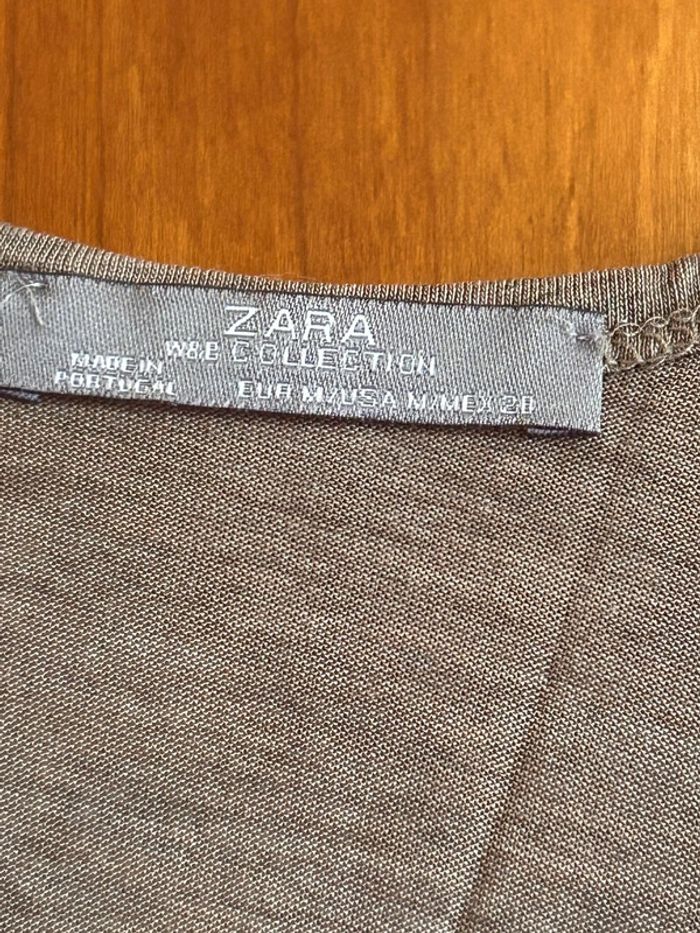 ZARA
W&B COLLECTION
MADE IN
PORTUGAL
EUR M/USA M/MEX 28